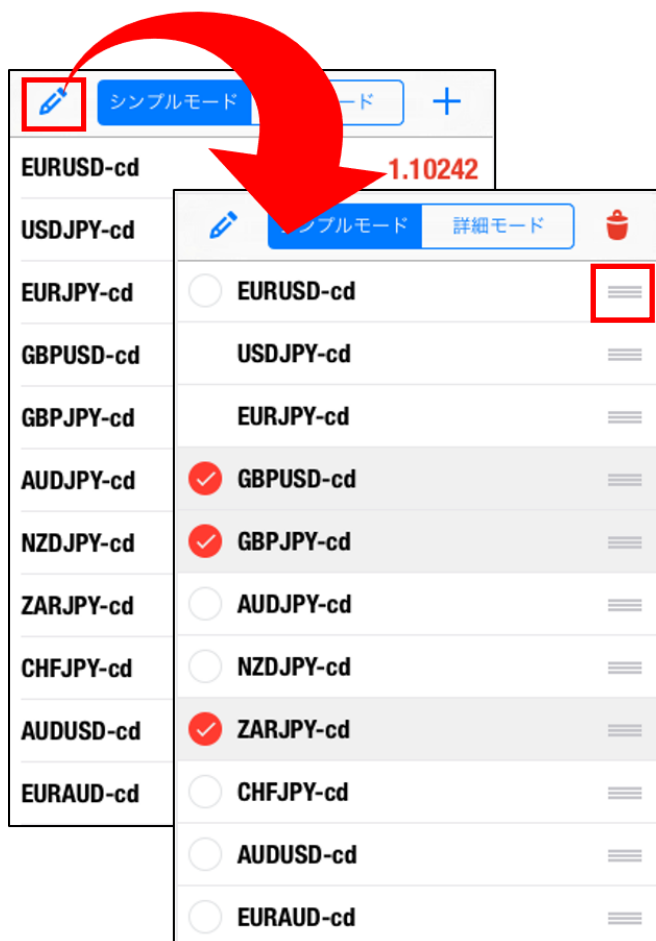 シンプルモード ード
EURUSD-cd 1.10242
USDJPY-cd
EURJPY-cd
GBPUSD-cd
GBPJPY-cd
AUDJPY-cd
NZDJPY-cd
ZARJPY-cd
CHFJPY-cd
AUDUSD-cd
EURAUD-cd
シンプルモード 詳細モード
EURUSD-cd
USDJPY-cd
EURJPY-cd
GBPUSD-cd
GBPJPY-cd
AUDJPY-cd
NZDJPY-cd
ZARJPY-cd
CHFJPY-cd
AUDUSD-cd
EURAUD-cd